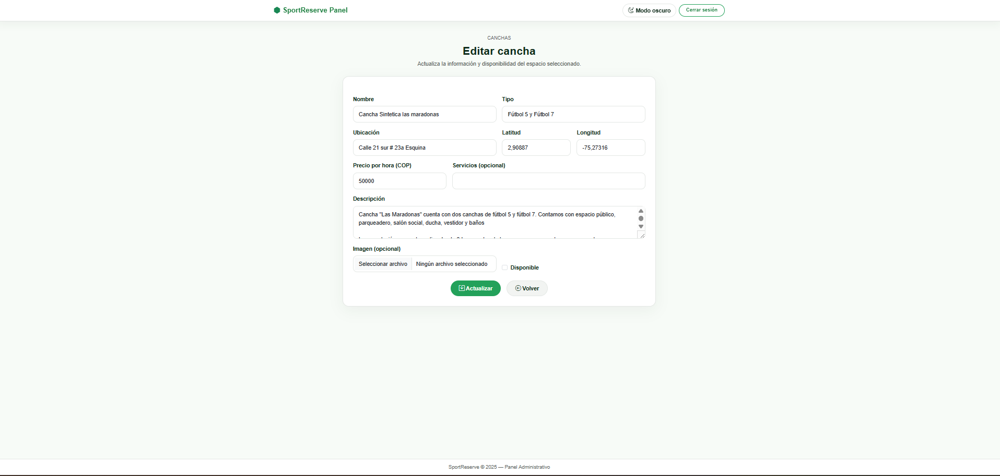 SportReserve Panel
Modo oscuro
Cerrar sesión
CANCHAS
Editar cancha
Actualiza la información y disponibilidad del espacio seleccionado.
Nombre
Tipo
Cancha Sintetica las maradonas
Fútbol 5 y Fútbol 7
Ubicación
Latitud
Longitud
Calle 21 sur # 23a Esquina
2,90887
-75,27316
Precio por hora (COP)
Servicios (opcional)
50000
Descripción
Cancha "Las Maradonas" cuenta con dos canchas de fútbol 5 y fútbol 7. Contamos con espacio público,
parqueadero, salón social, ducha, vestidor y baños
Imagen (opcional)
Seleccionar archivo
Ningún archivo seleccionado
Disponible
Actualizar
Volver
SportReserve © 2025 — Panel Administrativo